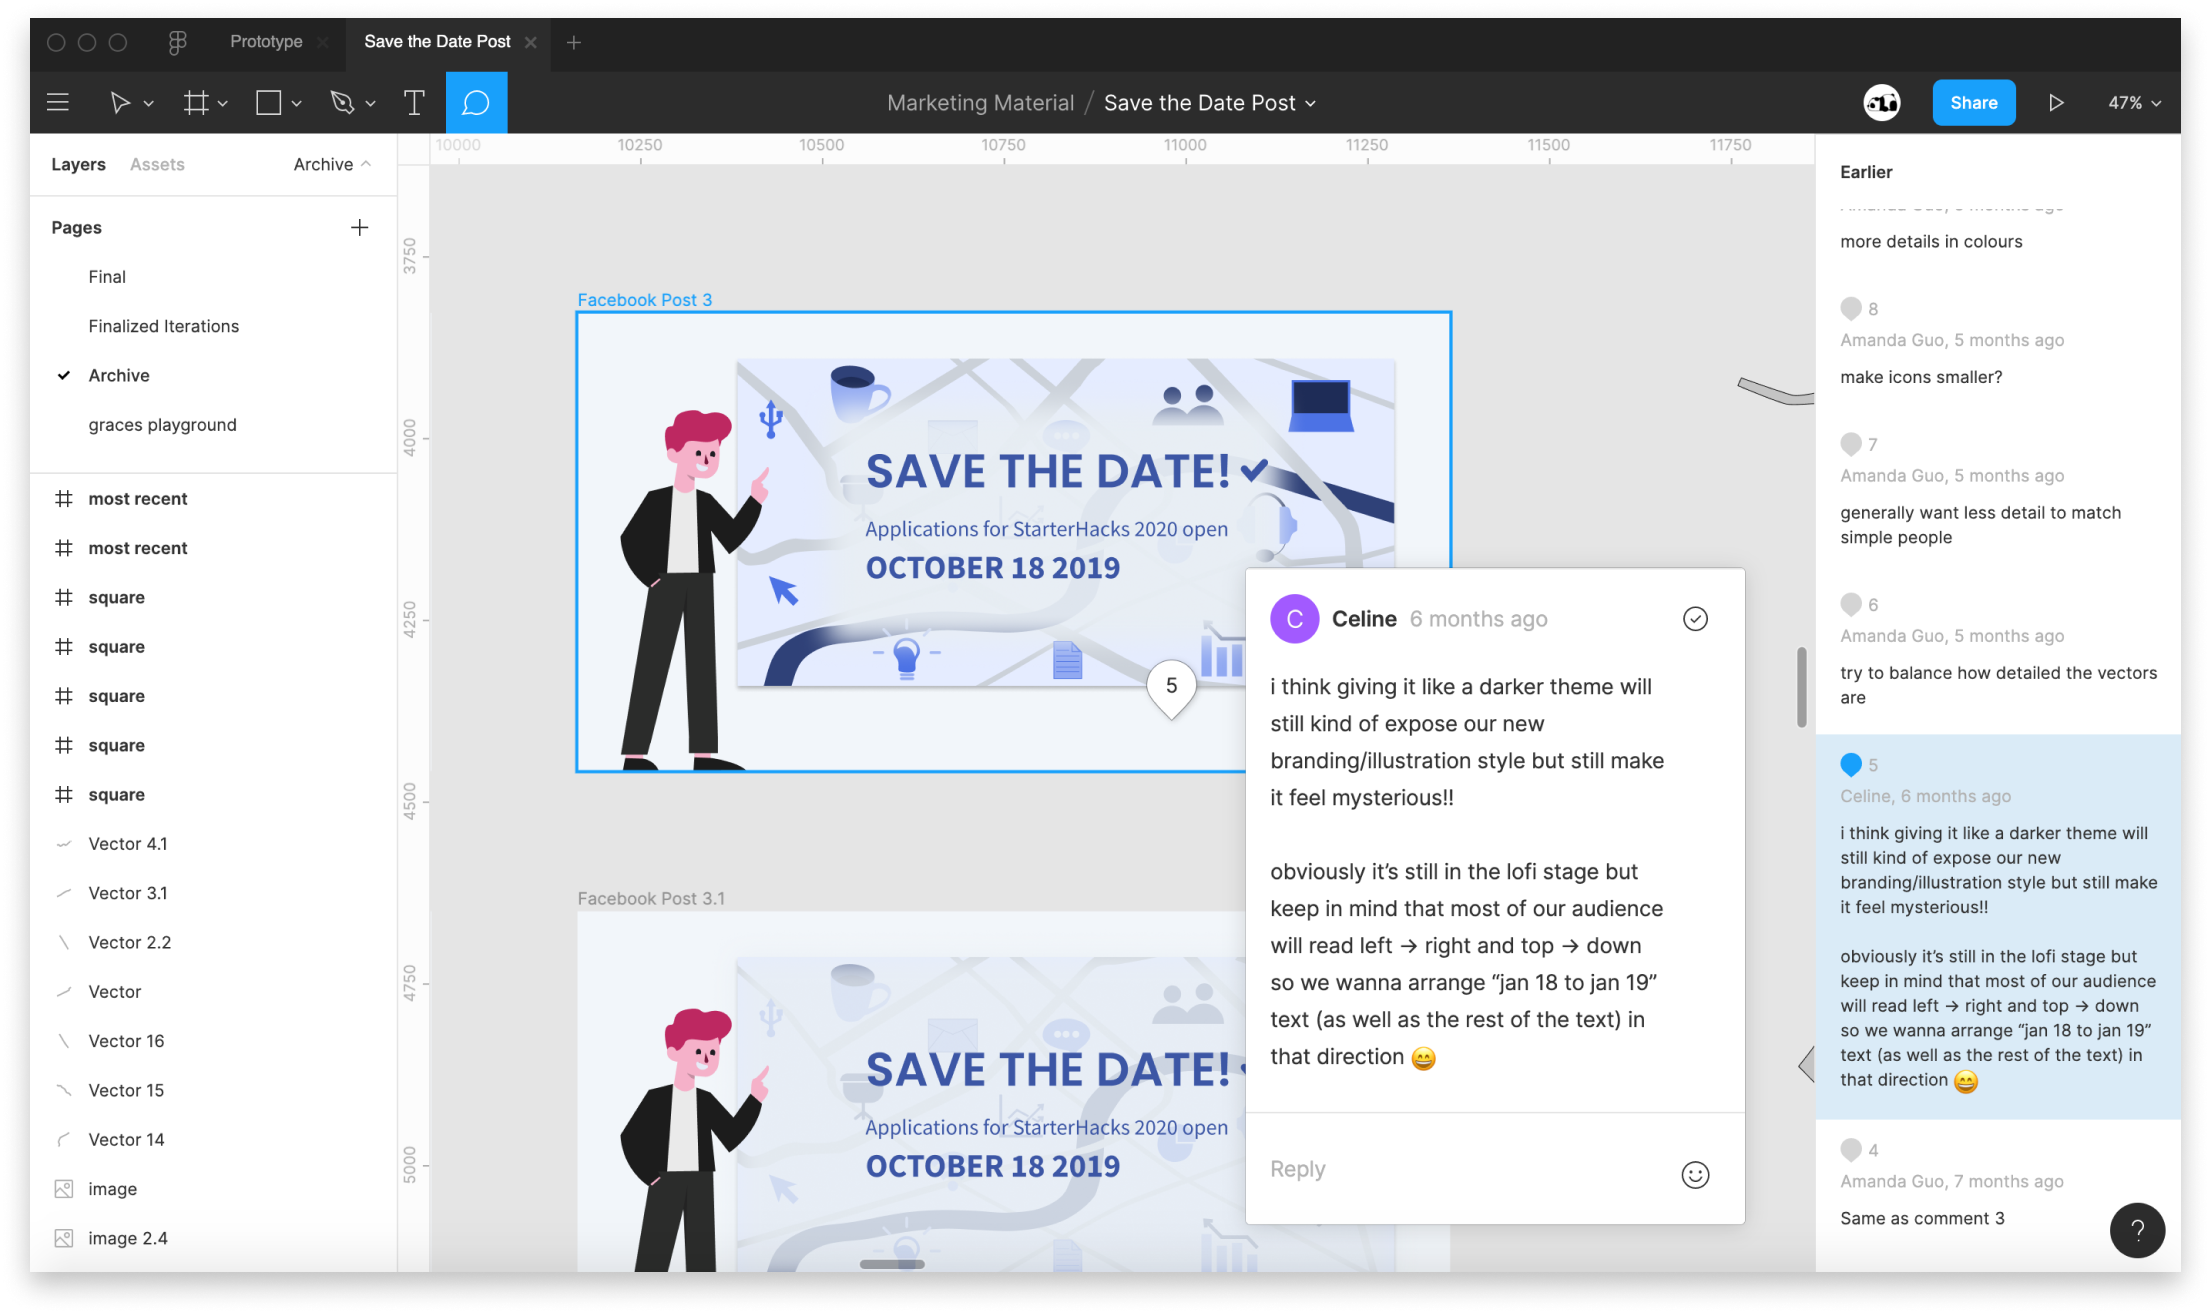 Prototype
Save the Date Post
Marketing Material / Save the Date Post
Share
47%
Layers
Assets
Archive
Pages
Final
Finalized Iterations
Archive
graces playground
most recent
most recent
square
square
square
square
square
Vector 4.1
Vector 3.1
Vector 2.2
Vector
Vector 16
Vector 15
Vector 14
image
image 2.4
10000
10250
10500
10750
11000
11250
11500
11750
3750
4000
4250
4500
4750
5000
Facebook Post 3
SAVE THE DATE!
Applications for StarterHacks 2020 open
OCTOBER 18 2019
5
Facebook Post 3.1
SAVE THE DATE!
Applications for StarterHacks 2020 open
OCTOBER 18 2019
C
Celine 6 months ago
i think giving it like a darker theme will
still kind of expose our new
branding/illustration style but still make
it feel mysterious!!
obviously it’s still in the lofi stage but
keep in mind that most of our audience
will read left → right and top → down
so we wanna arrange “jan 18 to jan 19”
text (as well as the rest of the text) in
that direction 😄
Reply
Earlier
more details in colours
8
Amanda Guo, 5 months ago
make icons smaller?
7
Amanda Guo, 5 months ago
generally want less detail to match
simple people
6
Amanda Guo, 5 months ago
try to balance how detailed the vectors
are
5
Celine, 6 months ago
i think giving it like a darker theme will
still kind of expose our new
branding/illustration style but still make
it feel mysterious!!
obviously it’s still in the lofi stage but
keep in mind that most of our audience
will read left → right and top → down
so we wanna arrange “jan 18 to jan 19”
text (as well as the rest of the text) in
that direction 😄
4
Amanda Guo, 7 months ago
Same as comment 3
?